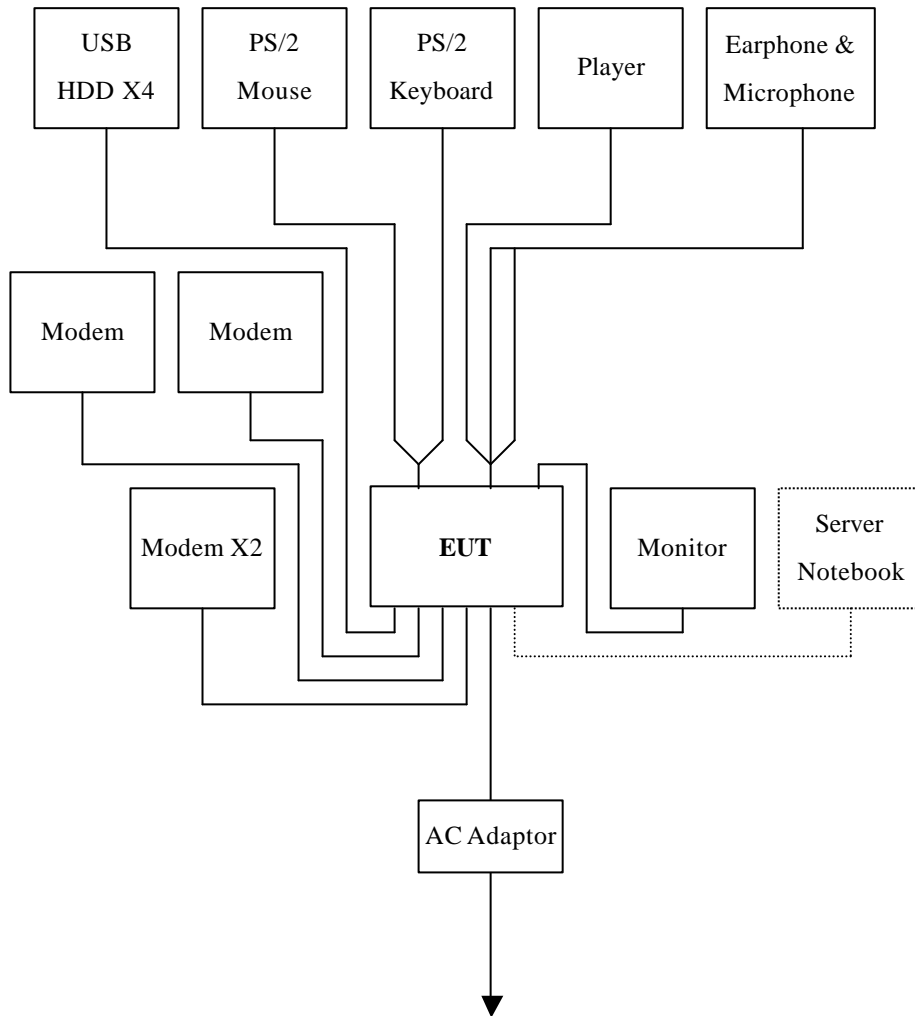 USB
HDD X4
PS/2
Mouse
PS/2
Keyboard
Player
Earphone &
Microphone
Modem
Modem
Modem X2
EUT
Monitor
Server
Notebook
AC Adaptor